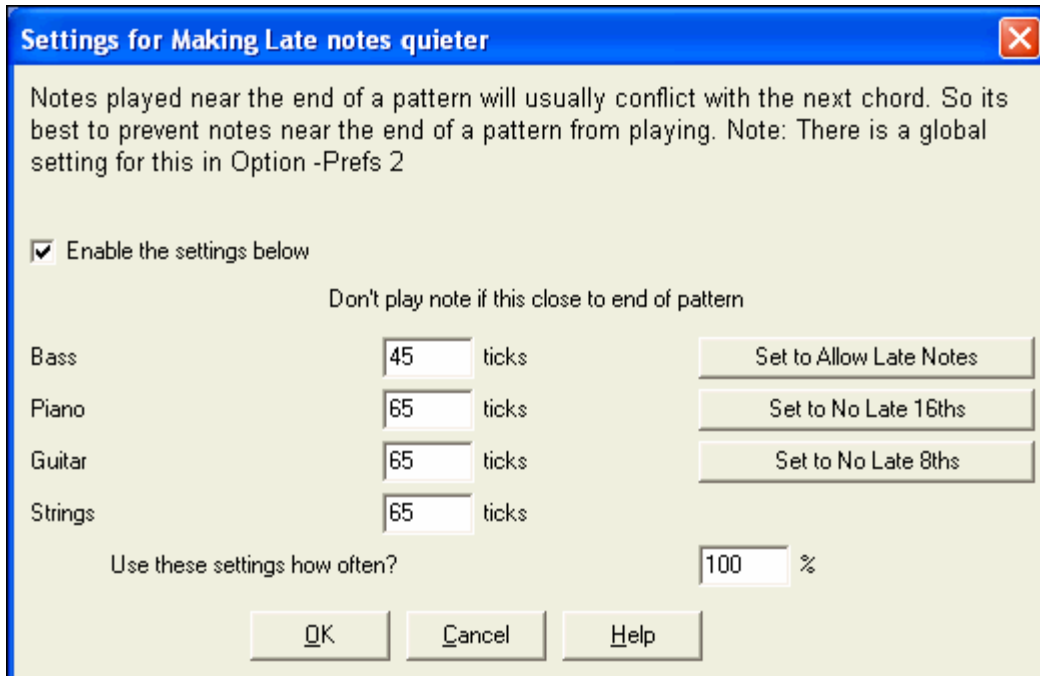 Settings for Making Late notes quieter
Notes played near the end of a pattern will usually conflict with the next chord. So its
best to prevent notes near the end of a pattern from playing. Note: There is a global
setting for this in Option -Prefs 2
Enable the settings below
Don't play note if this close to end of pattern
Bass 45 ticks Set to Allow Late Notes
Piano 65 ticks Set to No Late 16ths
Guitar 65 ticks Set to No Late 8ths
Strings 65 ticks
Use these settings how often? 100 %
OK Cancel Help